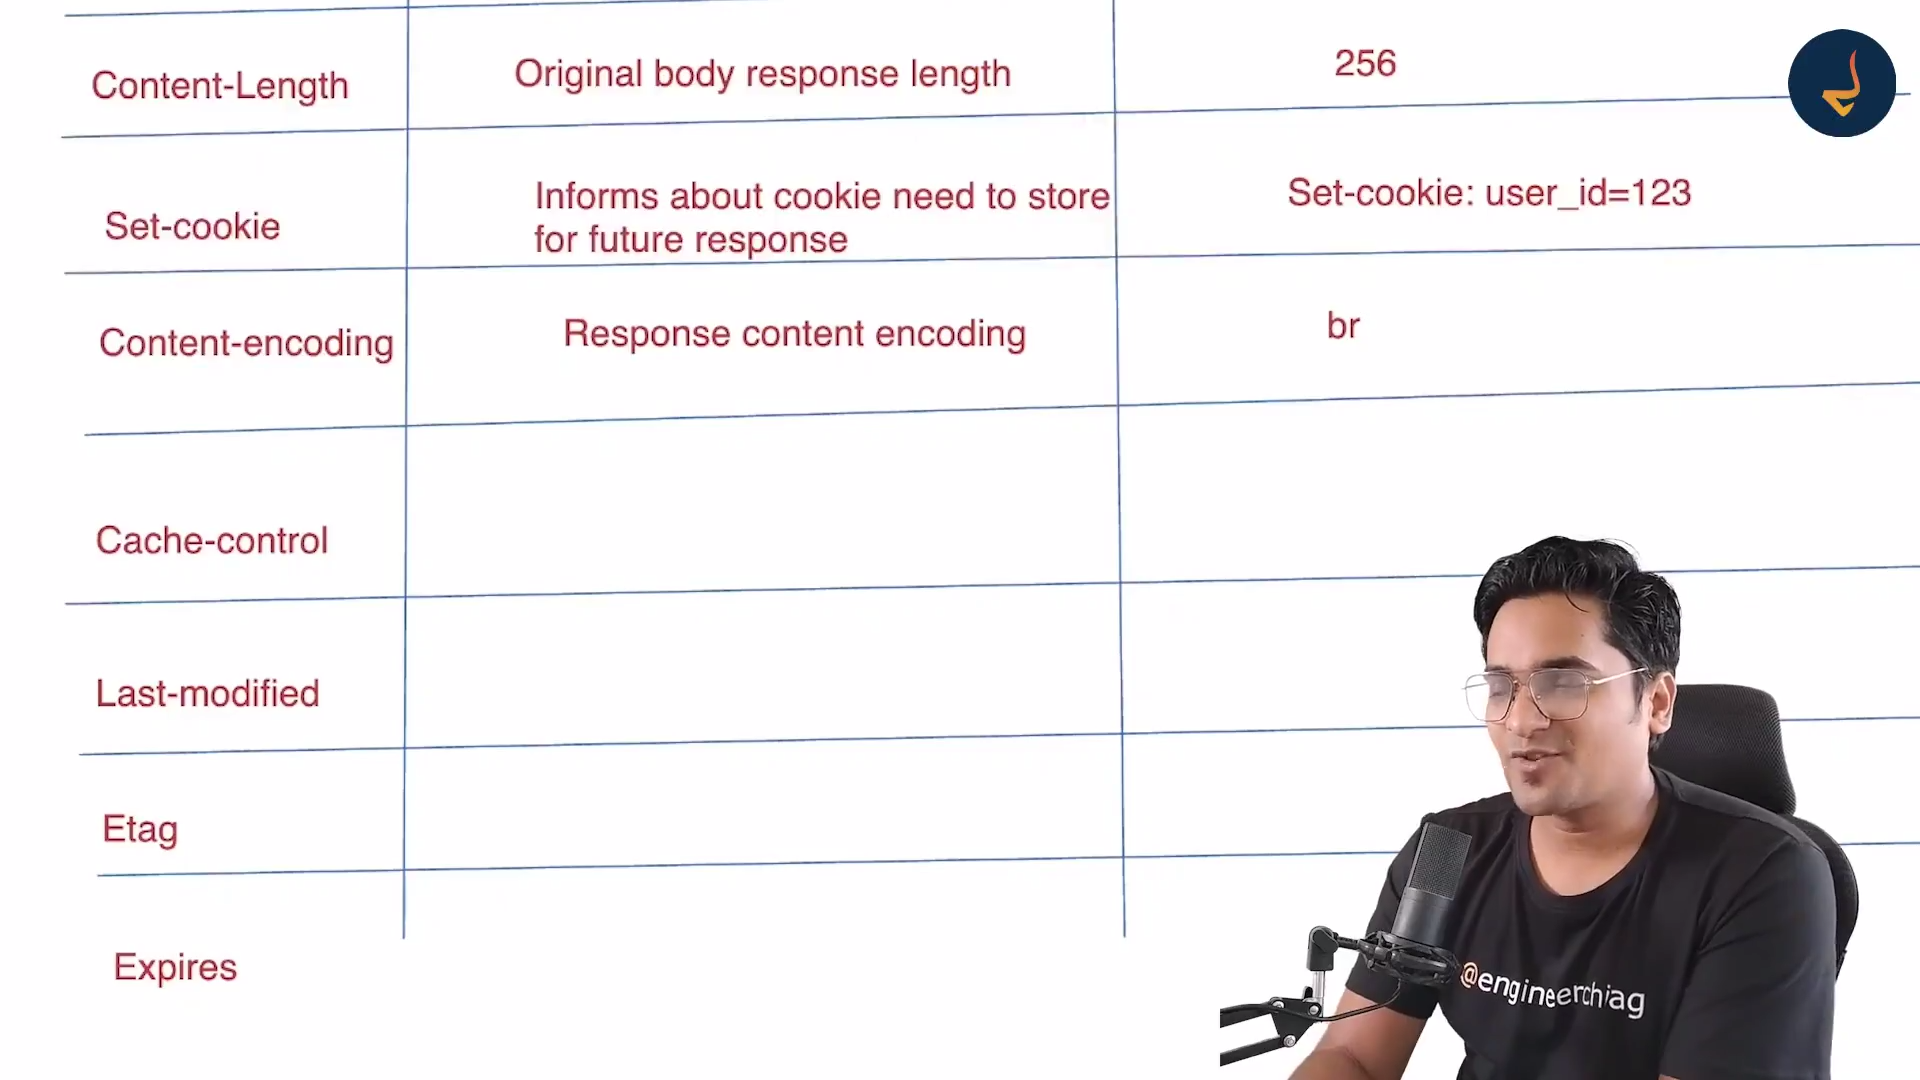 Content-Length
Original body response length
256
Set-cookie
Informs about cookie need to store
for future response
Set-cookie: user_id=123
Content-encoding
Response content encoding
br
Cache-control
Last-modified
Etag
Expires
@engineerchiag